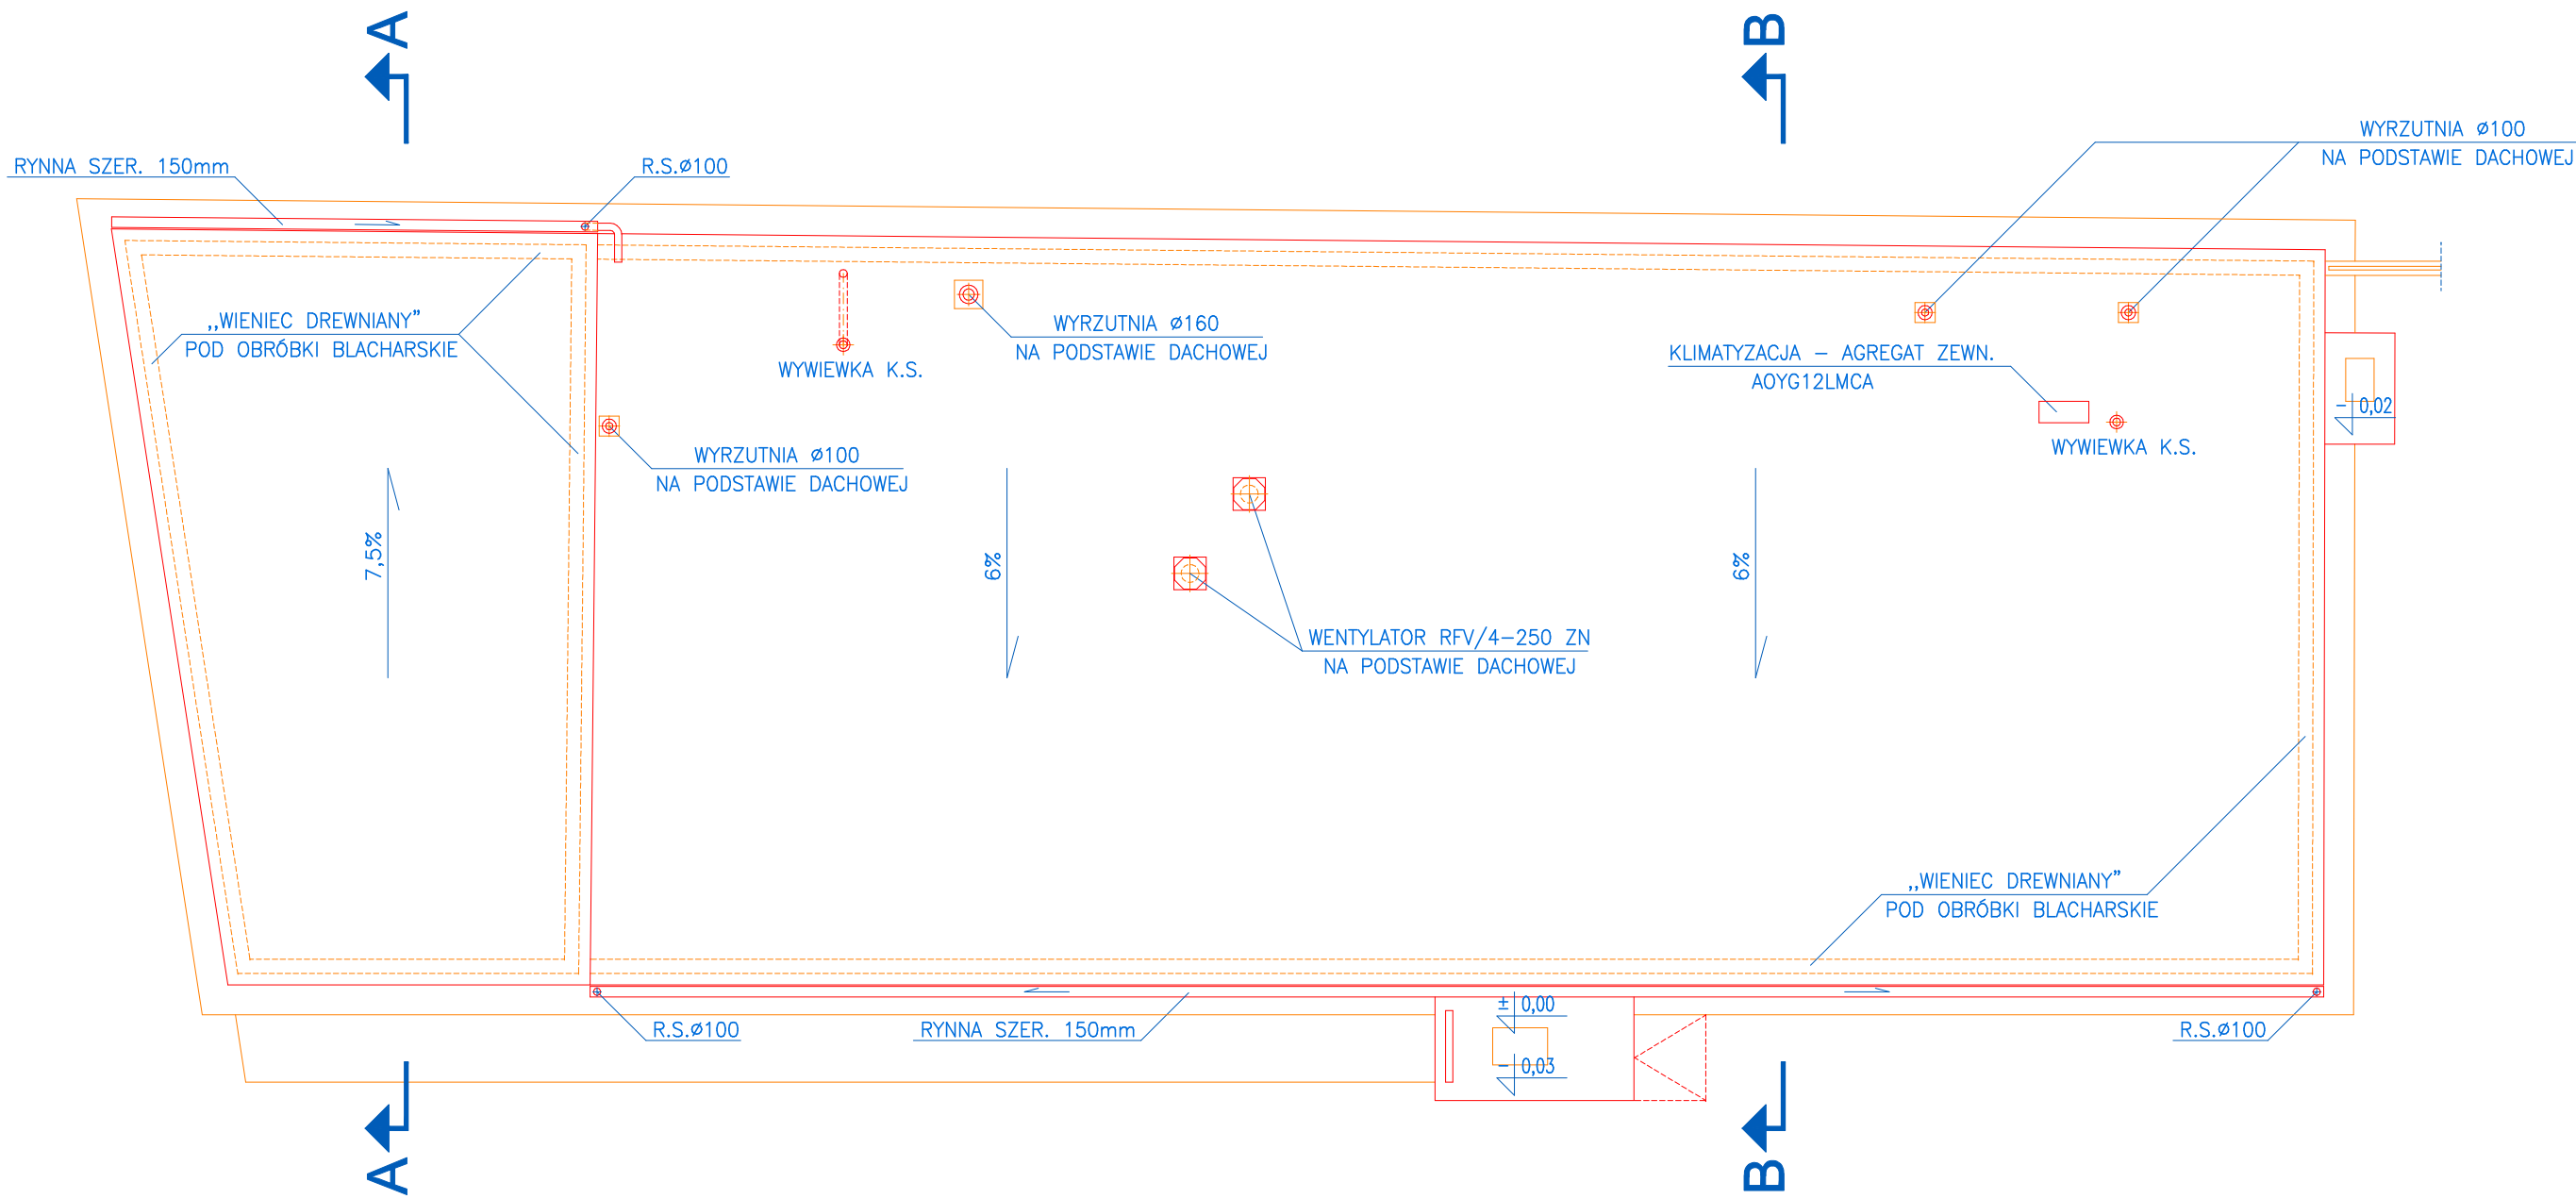 A
B
WYRZUTNIA ø100
NA PODSTAWIE DACHOWEJ
RYNNA SZER. 150mm
R.S.ø100
,,WIENIEC DREWNIANY”
POD OBRÓBKI BLACHARSKIE
WYRZUTNIA ø160
NA PODSTAWIE DACHOWEJ
WYWIEWKA K.S.
KLIMATYZACJA – AGREGAT ZEWN.
AOYG12LMCA
- 0,02
WYWIEWKA K.S.
WYRZUTNIA ø100
NA PODSTAWIE DACHOWEJ
7,5%
6%
6%
WENTYLATOR RFV/4-250 ZN
NA PODSTAWIE DACHOWEJ
,,WIENIEC DREWNIANY”
POD OBRÓBKI BLACHARSKIE
± 0,00
R.S.ø100
RYNNA SZER. 150mm
R.S.ø100
- 0,03
A
B